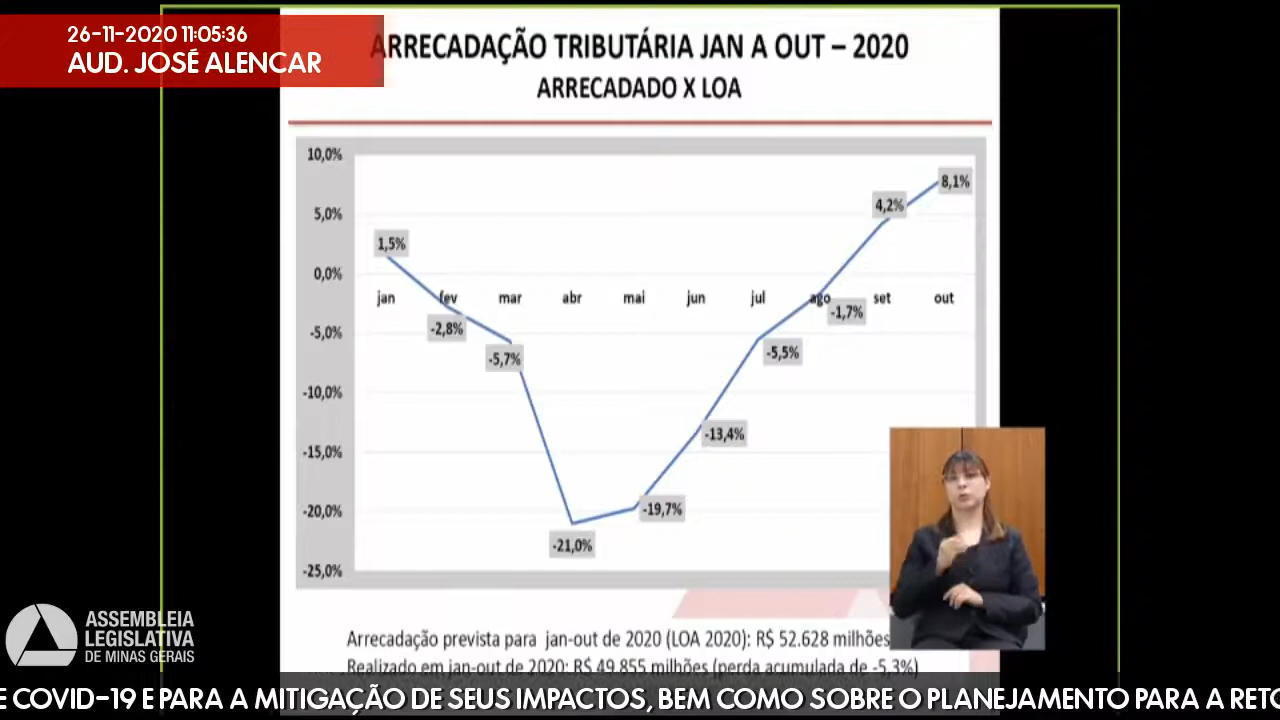 26-11-2020 11:05:36
AUD. JOSÉ ALENCAR
ARRECADAÇÃO TRIBUTÁRIA JAN A OUT – 2020
ARRECADADO X LOA
10,0%
5,0%
0,0%
-5,0%
-10,0%
-15,0%
-20,0%
-25,0%
jan fev mar abr mai jun jul ago set out
1,5%
-2,8%
-5,7%
-21,0%
-19,7%
-13,4%
-5,5%
-1,7%
4,2%
8,1%
Arrecadação prevista para jan-out de 2020 (LOA 2020): R$ 52.628 milhões
Realizado em jan-out de 2020: R$ 49.855 milhões (perda acumulada de -5,3%)
ASSEMBLEIA
LEGISLATIVA
DE MINAS GERAIS
E COVID-19 E PARA A MITIGAÇÃO DE SEUS IMPACTOS, BEM COMO SOBRE O PLANEJAMENTO PARA A RETO